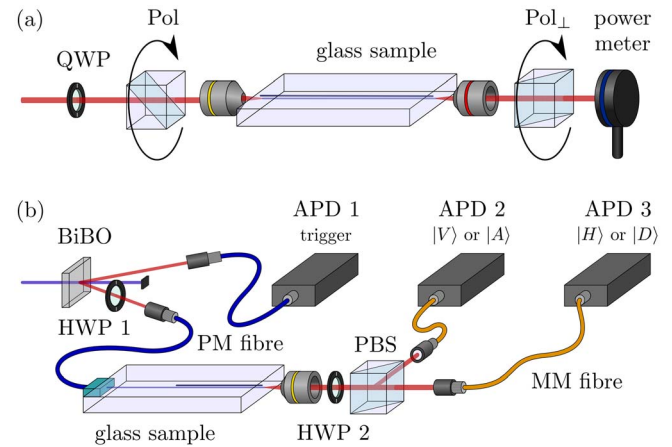 (a)
Pol
Pol⊥
power
meter
QWP
glass sample
(b)
BiBO
APD 1
trigger
APD 2
|V⟩ or |A⟩
APD 3
|H⟩ or |D⟩
HWP 1
PM fibre
PBS
MM fibre
glass sample
HWP 2